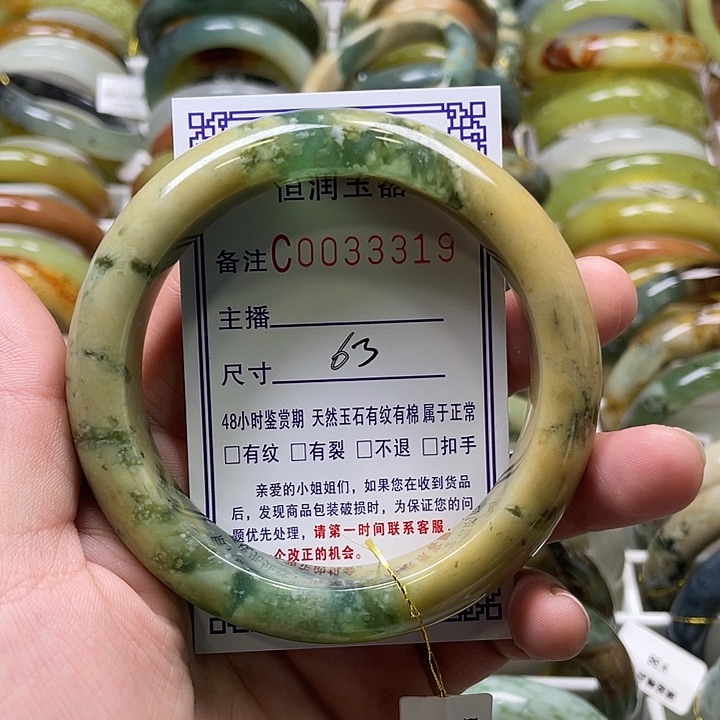 恒润玉器
备注C0033319
主播
尺寸 63
48小时鉴赏期 天然玉石有纹有棉 属于正常
□有纹 □有裂 □不退 □扣手
亲爱的小姐姐们，如果您在收到货品
后，发现商品包装破损时，为保证您的问
题优先处理，请第一时间联系客服，
个改正的机会。